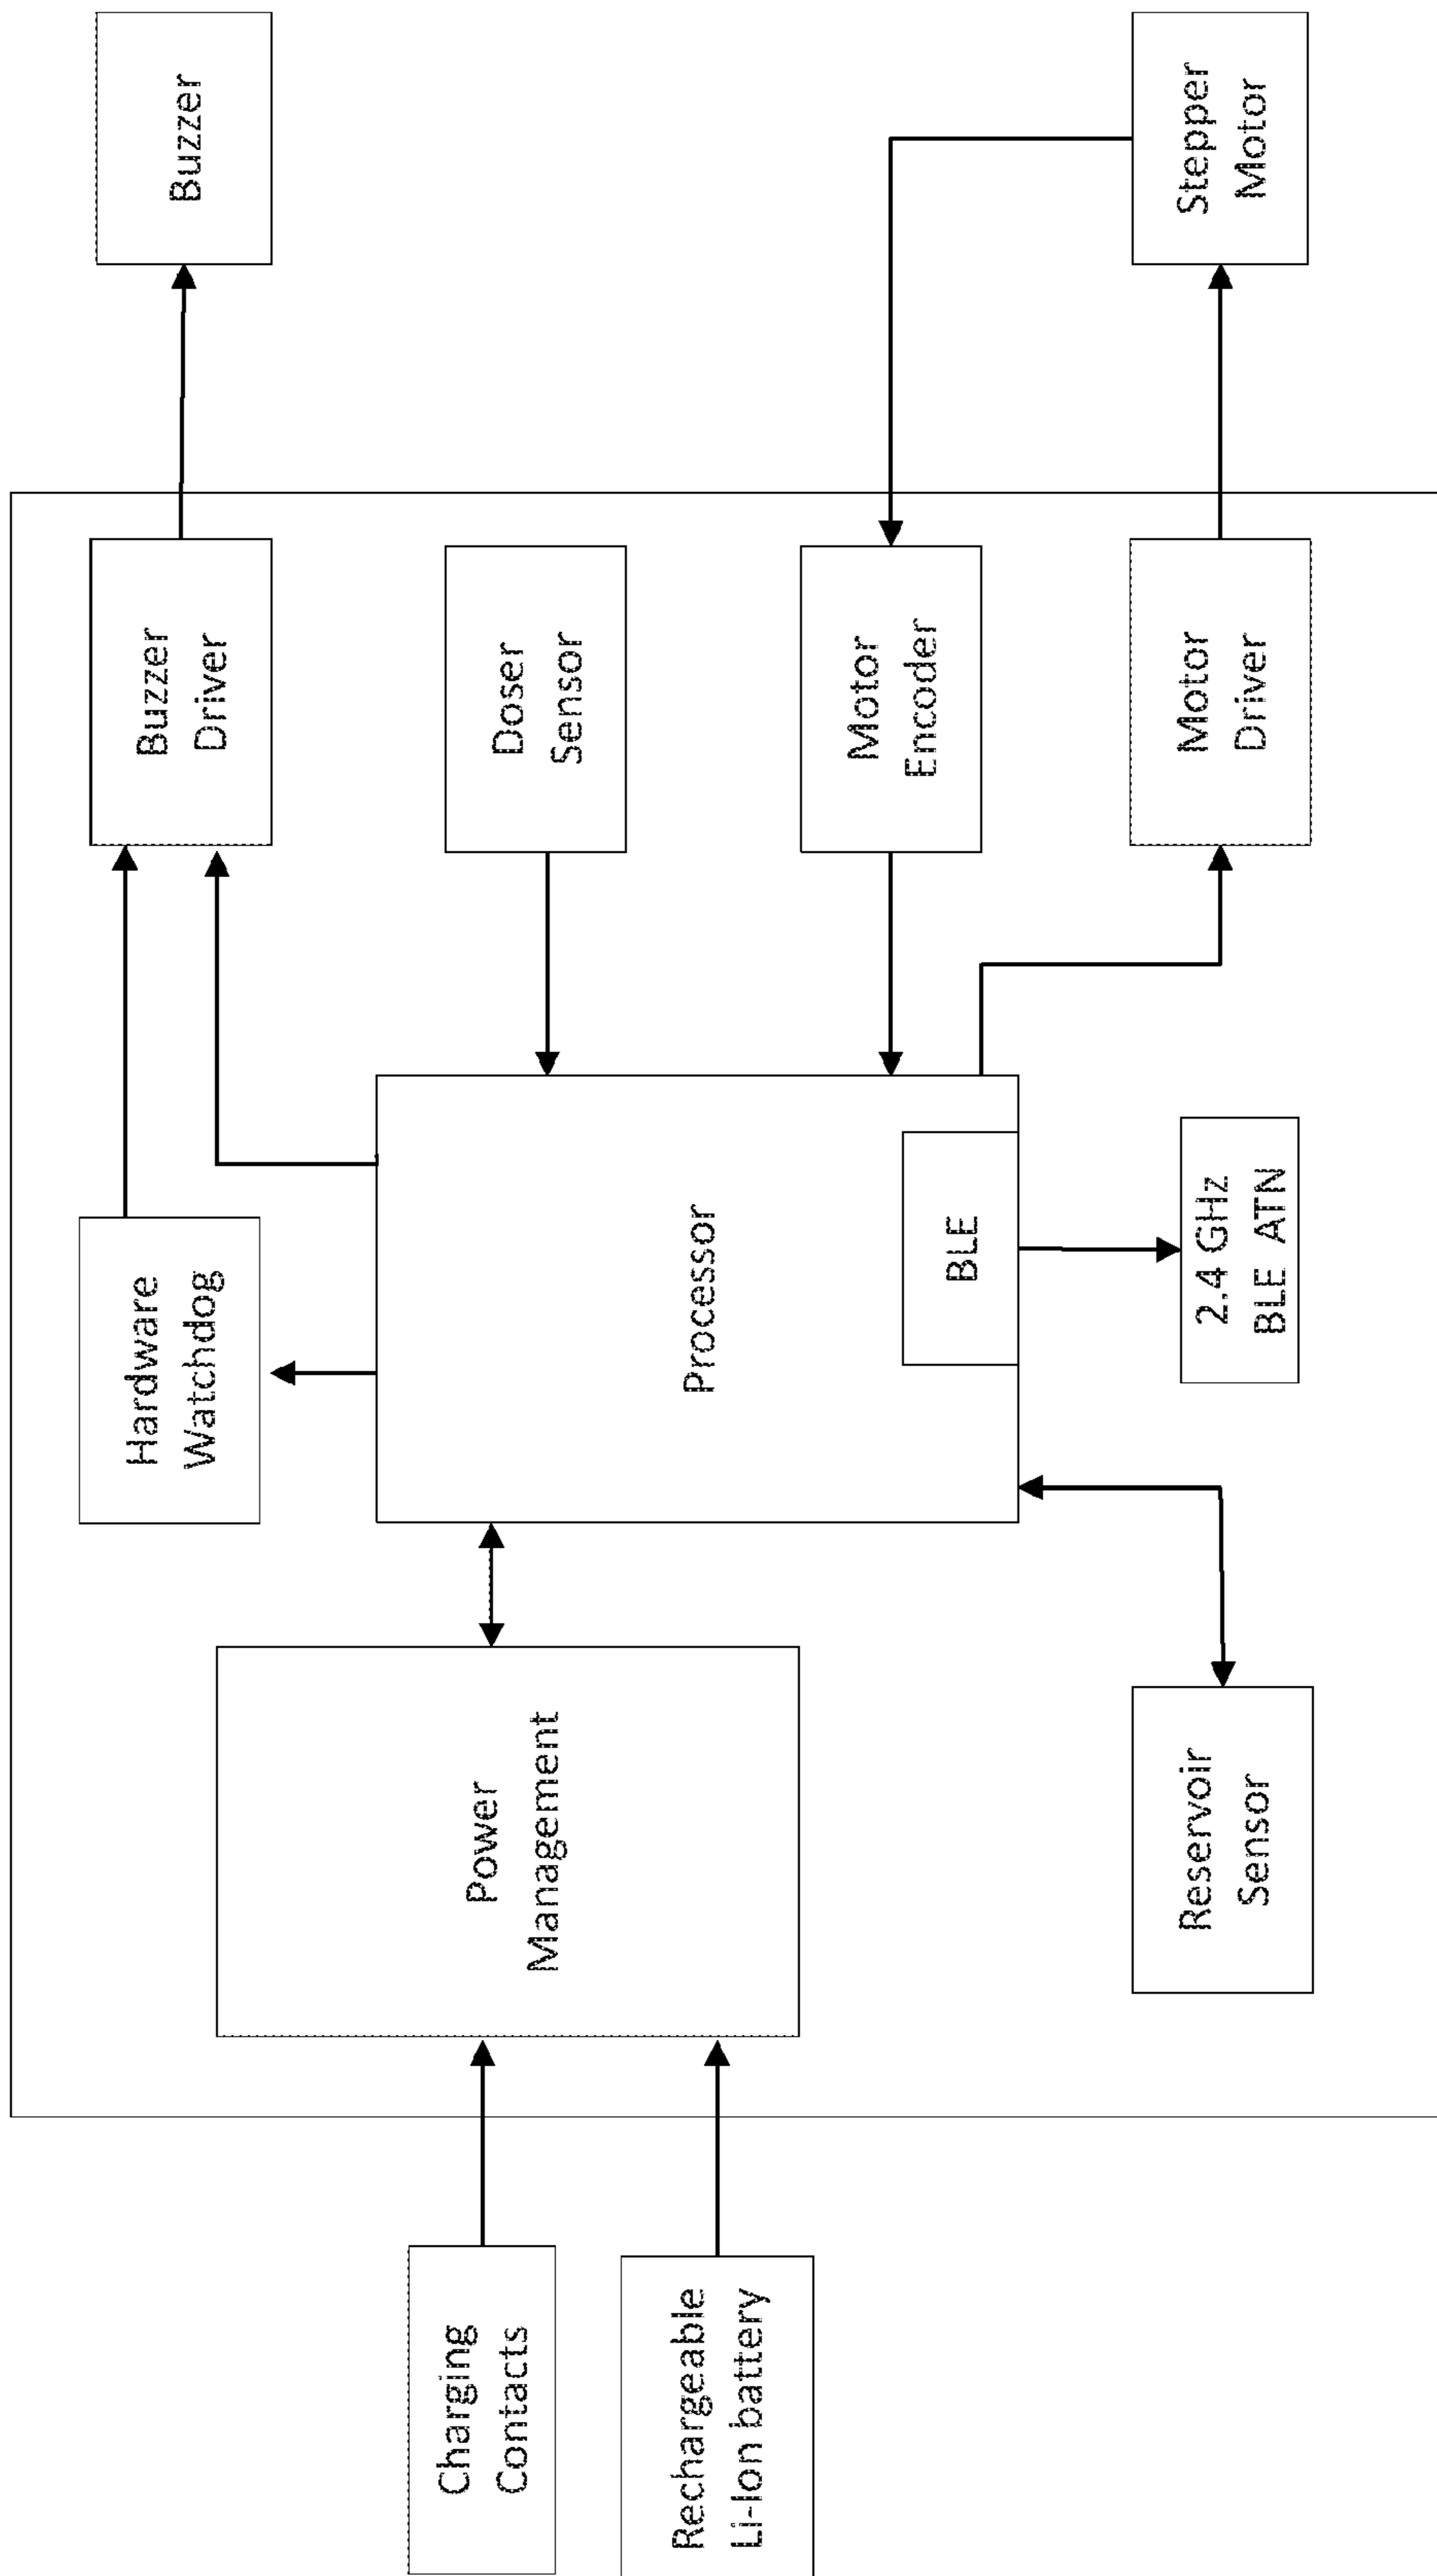 Charging
Contacts
Rechargeable
Li-Ion battery
Power
Management
Hardware
Watchdog
Processor
BLE
2.4 GHz
BLE ATN
Reservoir
Sensor
Buzzer
Driver
Doser
Sensor
Motor
Encoder
Motor
Driver
Buzzer
Stepper
Motor